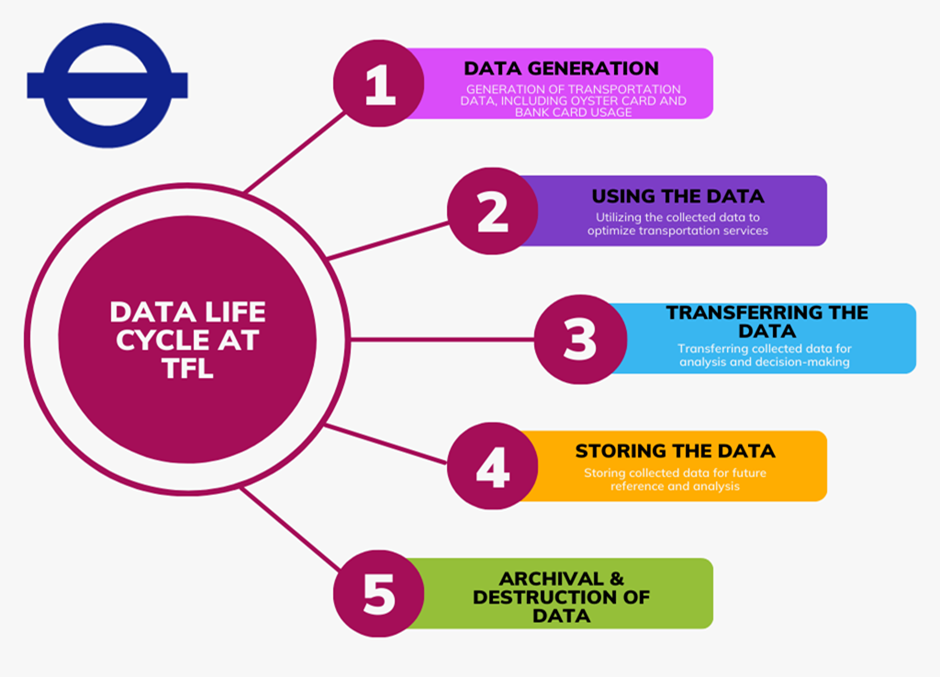 1
DATA GENERATION
GENERATION OF TRANSPORTATION
DATA, INCLUDING OYSTER CARD AND
BANK CARD USAGE
2
USING THE DATA
Utilizing the collected data to
optimize transportation services
DATA LIFE
CYCLE AT
TFL
3
TRANSFERRING THE
DATA
Transferring collected data for
analysis and decision-making
4
STORING THE DATA
Storing collected data for future
reference and analysis
5
ARCHIVAL &
DESTRUCTION OF
DATA